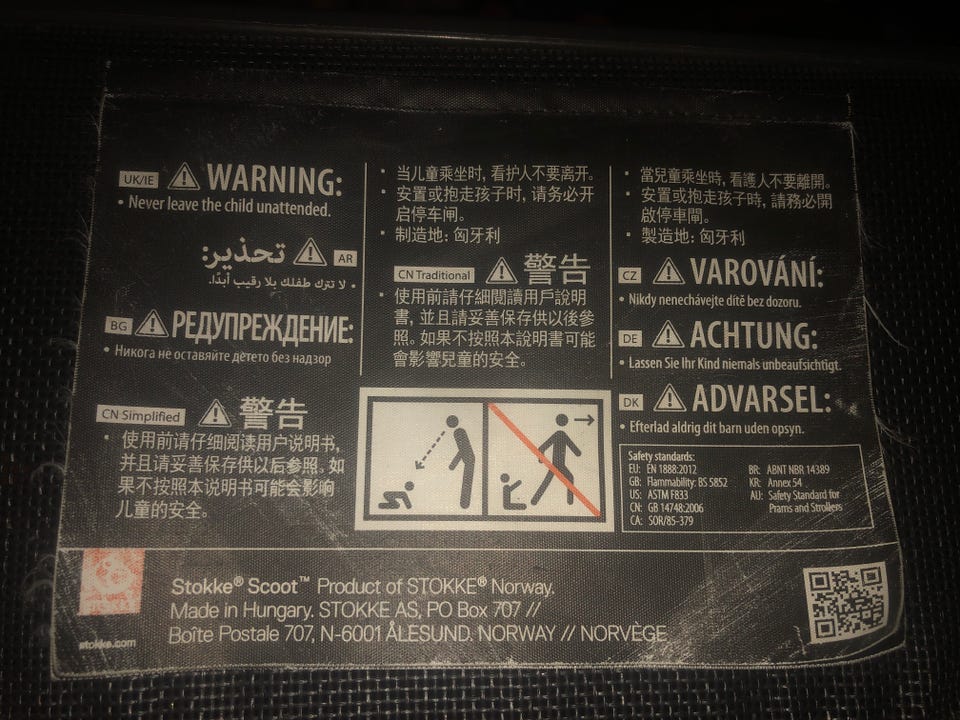 UK/IE WARNING:
• Never leave the child unattended.
AR تحذير:
• لا تترك طفلك بلا رقيب أبدًا.
BG РЕДУПРЕЖДЕНИЕ:
• Никога не оставяйте детето без надзор
CN Simplified 警告
• 使用前请仔细阅读用户说明书,
并且请妥善保存供以后参照。如
果不按照本说明书可能会影响
儿童的安全。
• 当儿童乘坐时, 看护人不要离开。
• 安置或抱走孩子时, 请务必开
启停车闸。
• 制造地: 匈牙利
CN Traditional 警告
• 使用前請仔細閱讀用戶說明
書, 並且請妥善保存供以後參
照。如果不按照本說明書可能
會影響兒童的安全。
• 當兒童乘坐時, 看護人不要離開。
• 安置或抱走孩子時, 請務必開
啟停車閘。
• 製造地: 匈牙利
CZ VAROVÁNÍ:
• Nikdy nenechávejte dítě bez dozoru.
DE ACHTUNG:
• Lassen Sie Ihr Kind niemals unbeaufsichtigt.
DK ADVARSEL:
• Efterlad aldrig dit barn uden opsyn.
Safety standards:
EU: EN 1888:2012
GB: Flammability: BS 5852
US: ASTM F833
CN: GB 14748:2006
CA: SOR/85-379
BR: ABNT NBR 14389
KR: Annex 54
AU: Safety Standard for
Prams and Strollers
stokke.com
Stokke® Scoot™ Product of STOKKE® Norway.
Made in Hungary. STOKKE AS, PO Box 707 //
Boîte Postale 707, N-6001 ÅLESUND. NORWAY // NORVÈGE